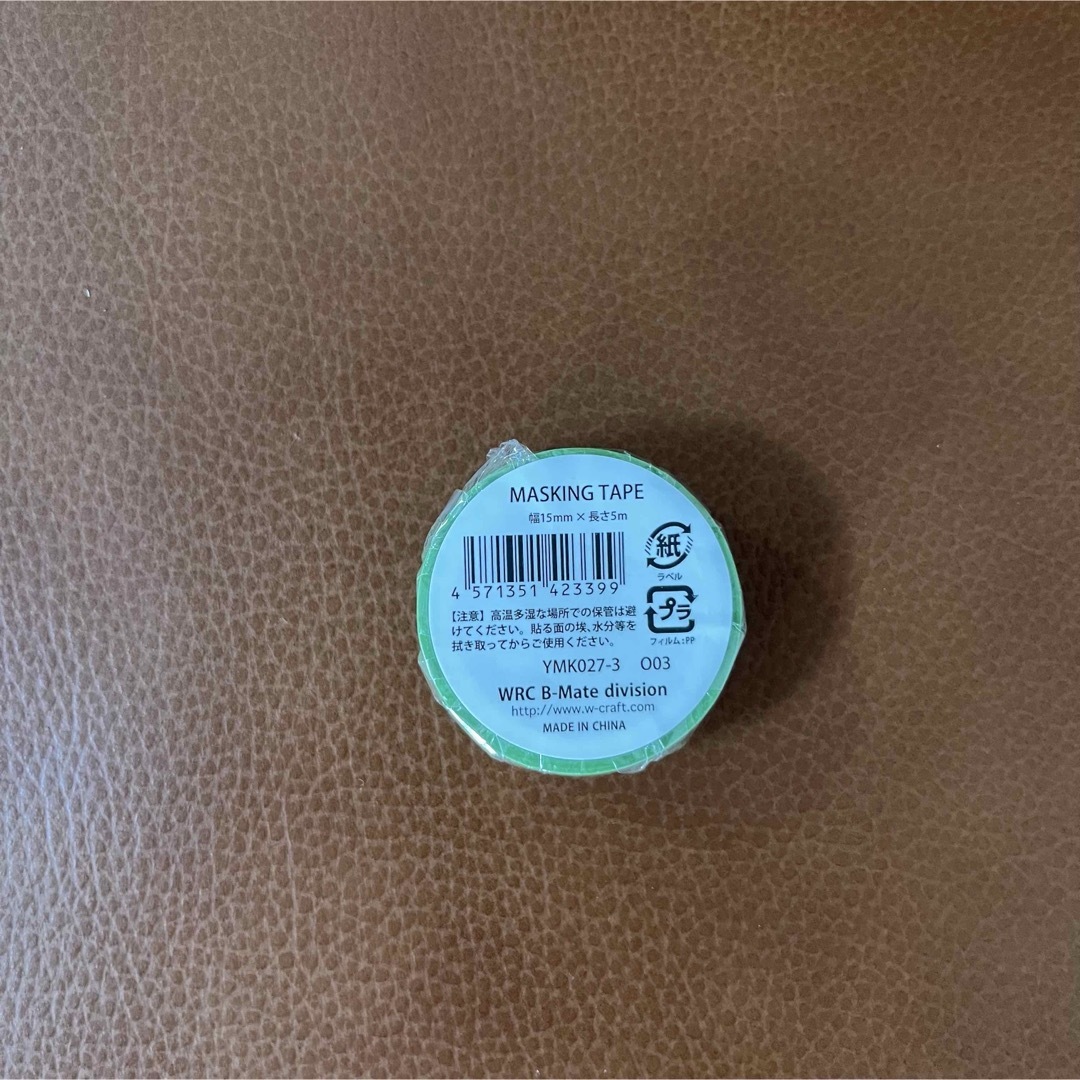 MASKING TAPE
幅15mm×長さ5m
紙
ラベル
4 571351 423399
プラ
フィルム:PP
【注意】高温多湿な場所での保管は避
けてください。貼る面の埃、水分等を
拭き取ってからご使用ください。
YMK027-3 O03
WRC B-Mate division
http://www.w-craft.com
MADE IN CHINA